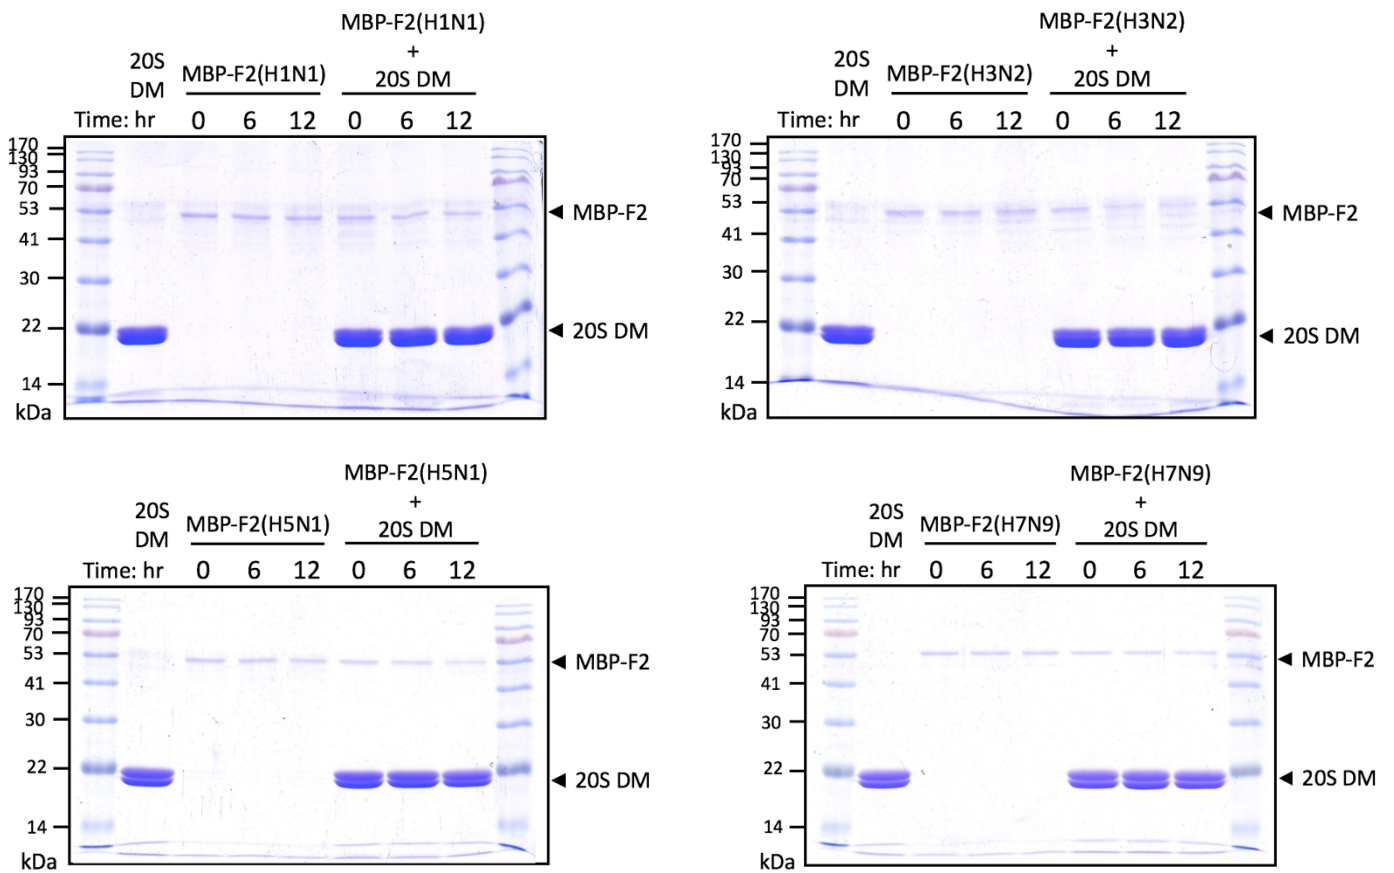 MBP-F2(H1N1)
+
20S DM
20S
DM
MBP-F2(H1N1)
Time: hr 0 6 12 0 6 12
170
130
93
70
53
41
30
22
14
kDa
MBP-F2
20S DM
MBP-F2(H3N2)
+
20S DM
20S
DM
MBP-F2(H3N2)
Time: hr 0 6 12 0 6 12
170
130
93
70
53
41
30
22
14
kDa
MBP-F2
20S DM
MBP-F2(H5N1)
+
20S DM
20S
DM
MBP-F2(H5N1)
Time: hr 0 6 12 0 6 12
170
130
93
70
53
41
30
22
14
kDa
MBP-F2
20S DM
MBP-F2(H7N9)
+
20S DM
20S
DM
MBP-F2(H7N9)
Time: hr 0 6 12 0 6 12
170
130
93
70
53
41
30
22
14
kDa
MBP-F2
20S DM